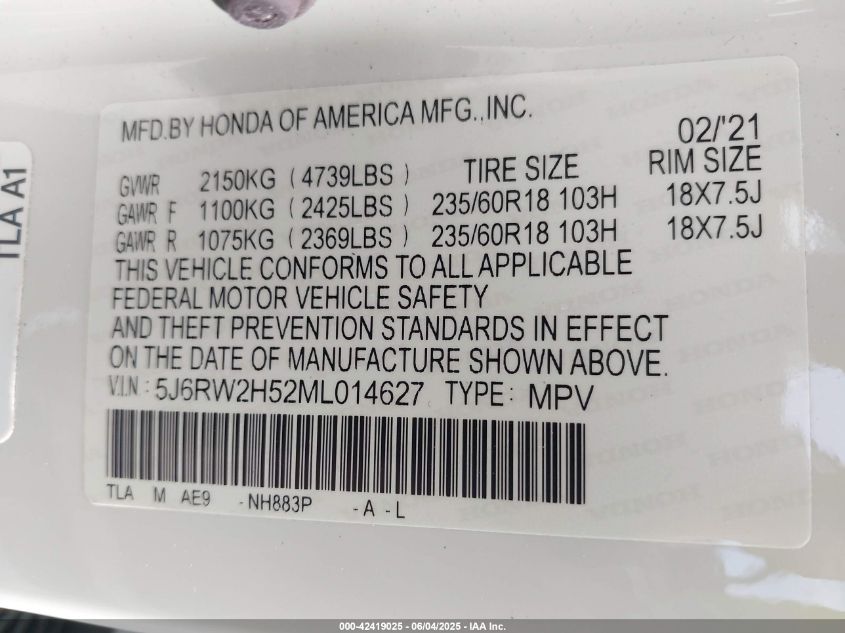 TLA A1
MFD.BY HONDA OF AMERICA MFG.,INC.
02/'21
GVWR 2150KG ( 4739LBS ) TIRE SIZE RIM SIZE
GAWR F 1100KG ( 2425LBS ) 235/60R18 103H 18X7.5J
GAWR R 1075KG ( 2369LBS ) 235/60R18 103H 18X7.5J
THIS VEHICLE CONFORMS TO ALL APPLICABLE
FEDERAL MOTOR VEHICLE SAFETY
AND THEFT PREVENTION STANDARDS IN EFFECT
ON THE DATE OF MANUFACTURE SHOWN ABOVE.
V.I.N: 5J6RW2H52ML014627 TYPE: MPV
TLA M AE9 -NH883P -A -L
000-42419025 - 06/04/2025 - IAA Inc.